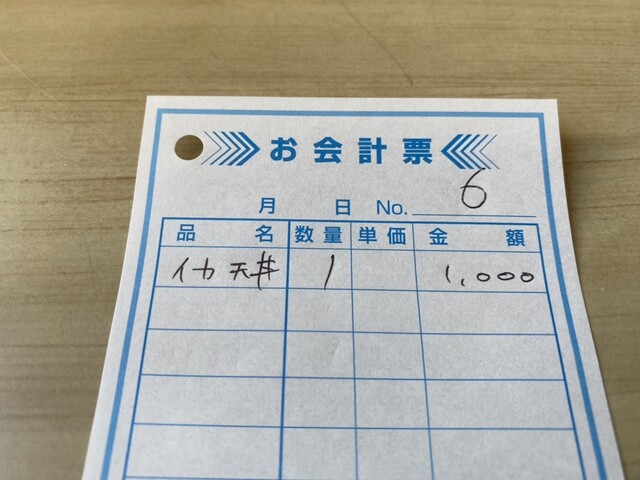 お会計票
月 日 No. 6
品名 数量 単価 金額
イカ天丼 1 1,000